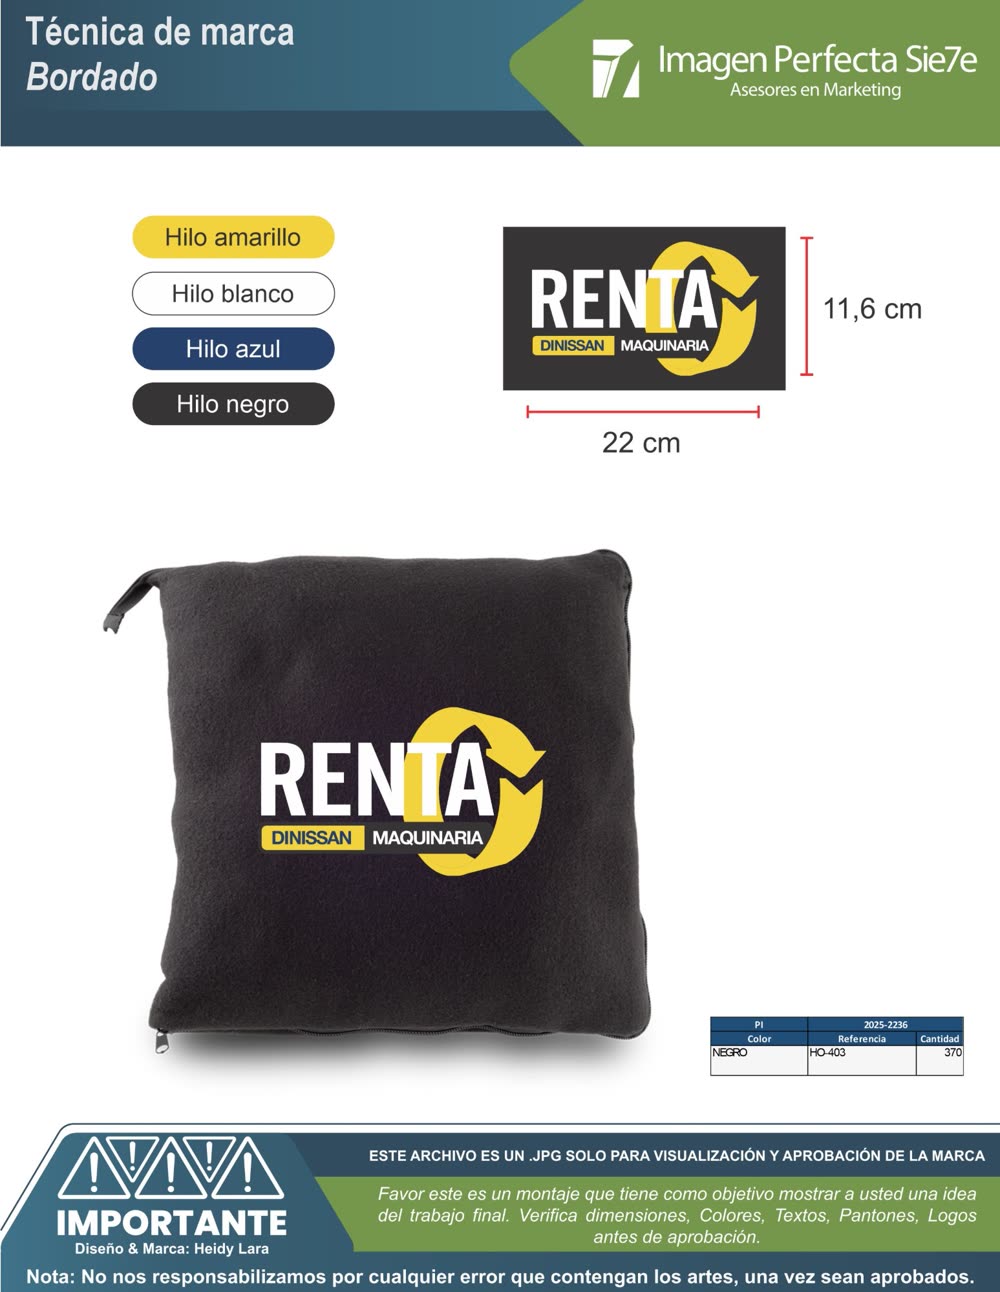 Técnica de marca
Bordado
Imagen Perfecta Sie7e
Asesores en Marketing
Hilo amarillo
Hilo blanco
Hilo azul
Hilo negro
RENTA
DINISSAN MAQUINARIA
11,6 cm
22 cm
RENTA
DINISSAN MAQUINARIA
PI 2025-2236
Color Referencia Cantidad
NEGRO HO-403 370
ESTE ARCHIVO ES UN .JPG SOLO PARA VISUALIZACIÓN Y APROBACIÓN DE LA MARCA
Favor este es un montaje que tiene como objetivo mostrar a usted una idea
del trabajo final. Verifica dimensiones, Colores, Textos, Pantones, Logos
antes de aprobación.
IMPORTANTE
Diseño & Marca: Heidy Lara
Nota: No nos responsabilizamos por cualquier error que contengan los artes, una vez sean aprobados.